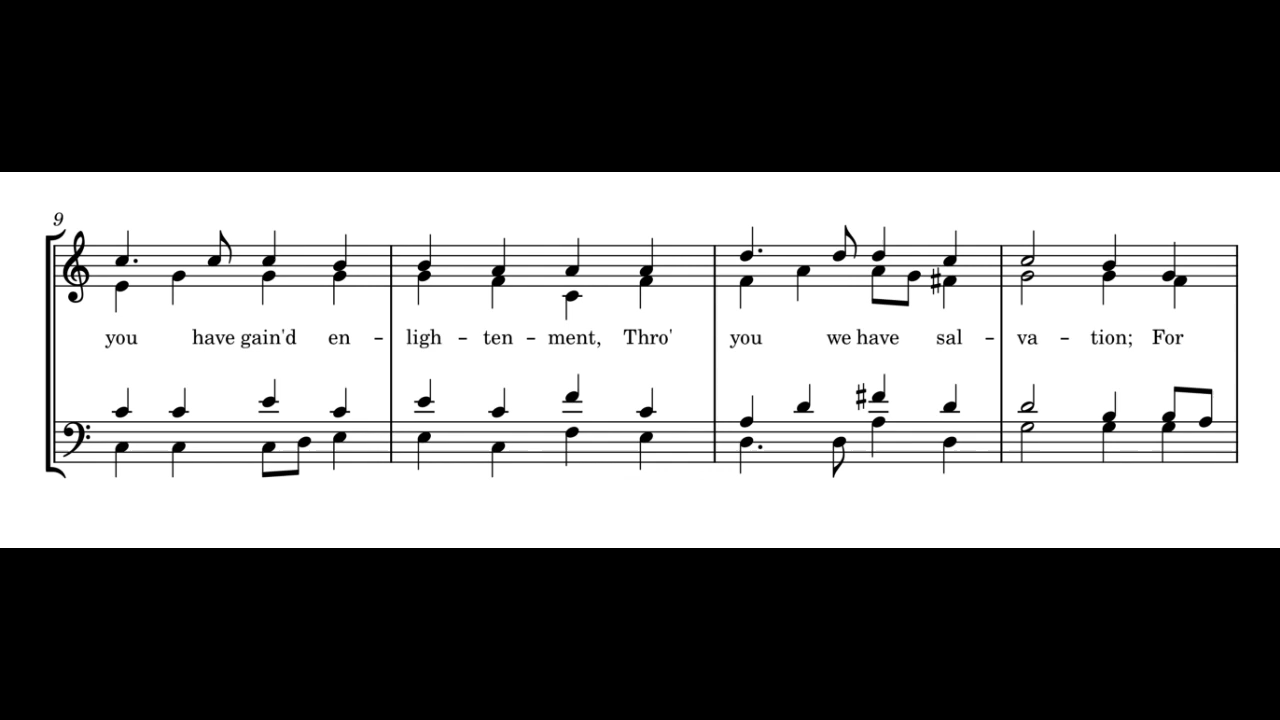 9
you have gain'd en - ligh - ten - ment, Thro' you we have sal - va - tion; For